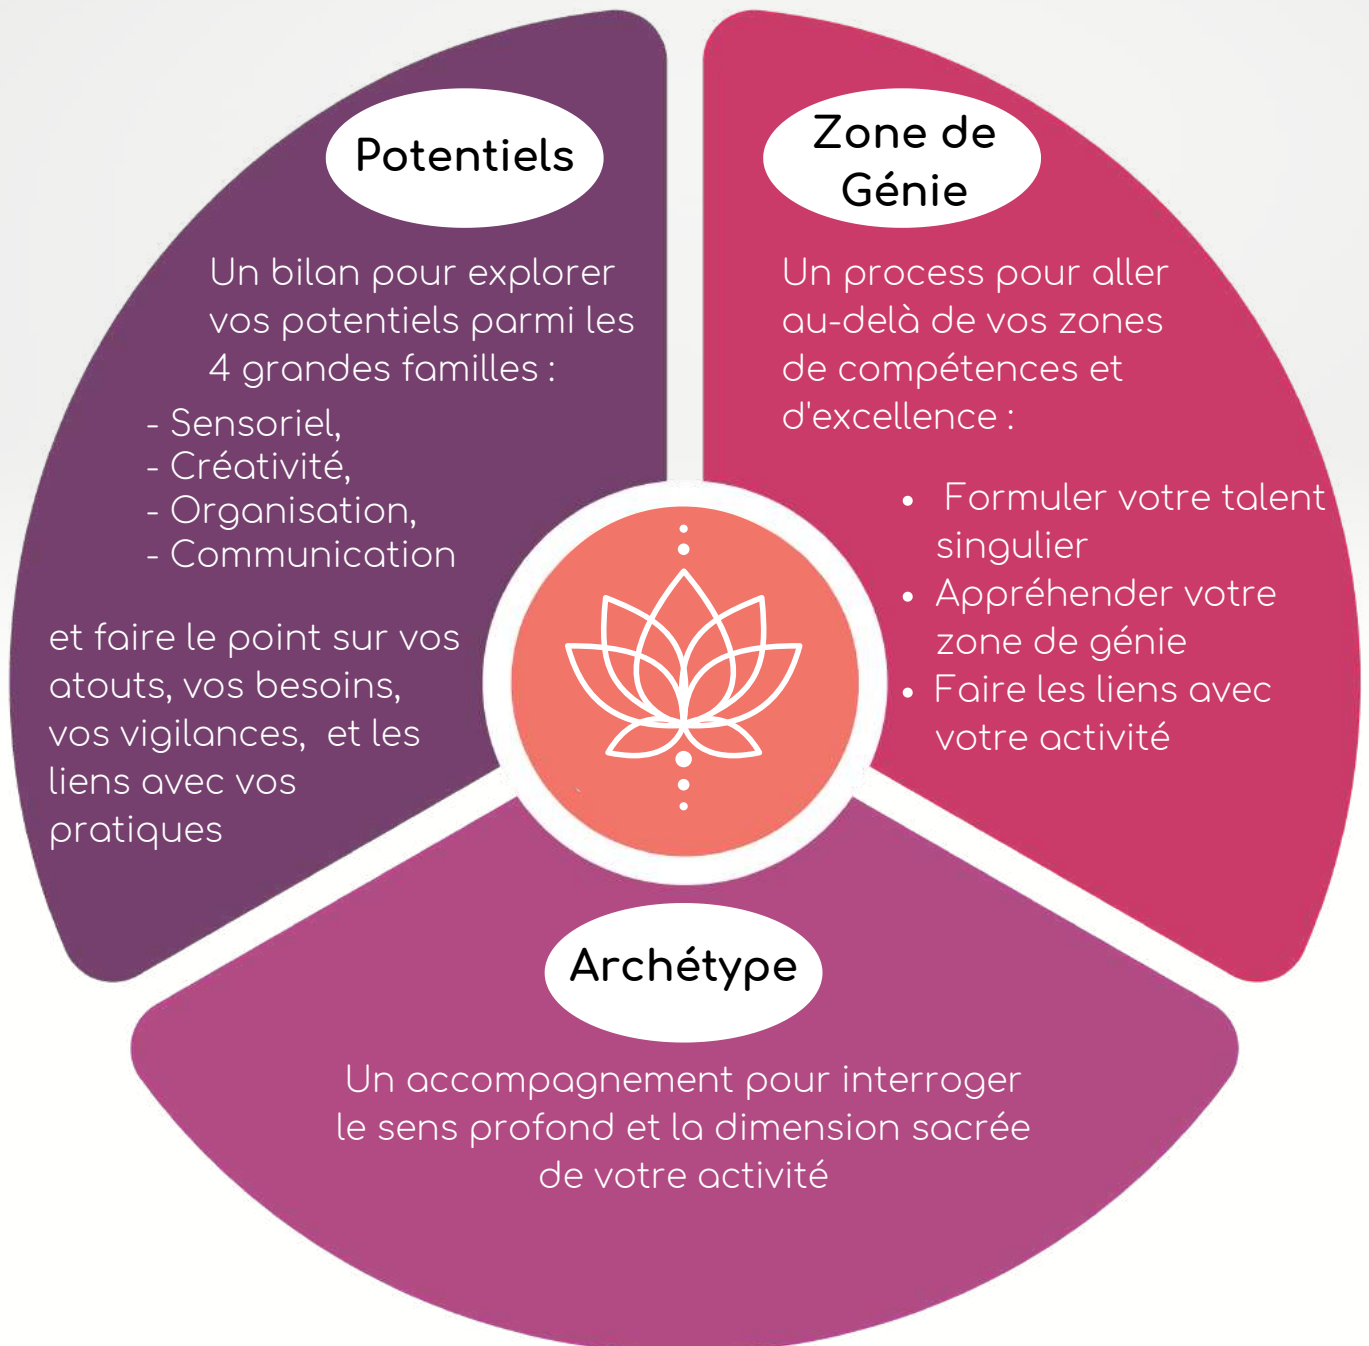 Potentiels
Un bilan pour explorer
vos potentiels parmi les
4 grandes familles :
- Sensoriel,
- Créativité,
- Organisation,
- Communication
et faire le point sur vos
atouts, vos besoins,
vos vigilances,  et les
liens avec vos
pratiques
Zone de
Génie
Un process pour aller
au-delà de vos zones
de compétences et
d'excellence :
• Formuler votre talent
singulier
• Appréhender votre
zone de génie
• Faire les liens avec
votre activité
Archétype
Un accompagnement pour interroger
le sens profond et la dimension sacrée
de votre activité